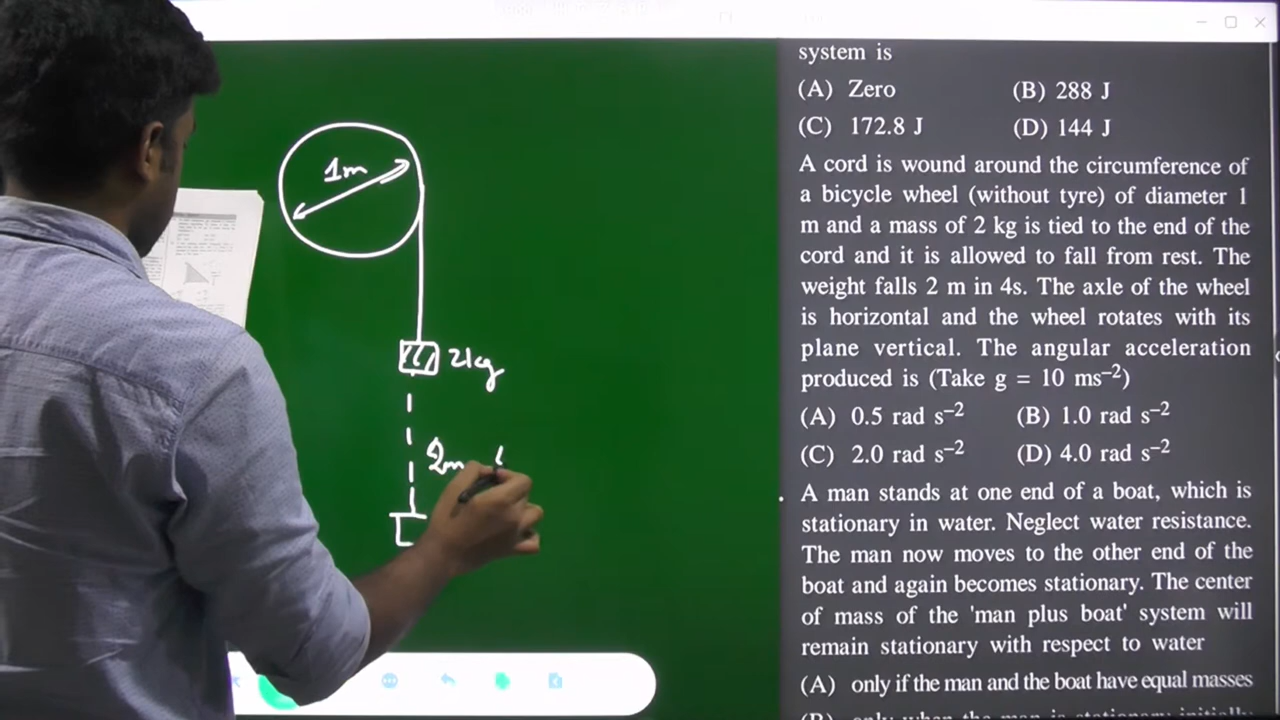 system is
(A) Zero (B) 288 J
(C) 172.8 J (D) 144 J
A cord is wound around the circumference of
a bicycle wheel (without tyre) of diameter 1
m and a mass of 2 kg is tied to the end of the
cord and it is allowed to fall from rest. The
weight falls 2 m in 4s. The axle of the wheel
is horizontal and the wheel rotates with its
plane vertical. The angular acceleration
produced is (Take g = 10 ms⁻²)
(A) 0.5 rad s⁻² (B) 1.0 rad s⁻²
(C) 2.0 rad s⁻² (D) 4.0 rad s⁻²
. A man stands at one end of a boat, which is
stationary in water. Neglect water resistance.
The man now moves to the other end of the
boat and again becomes stationary. The center
of mass of the 'man plus boat' system will
remain stationary with respect to water
(A) only if the man and the boat have equal masses
1m
2kg
2m